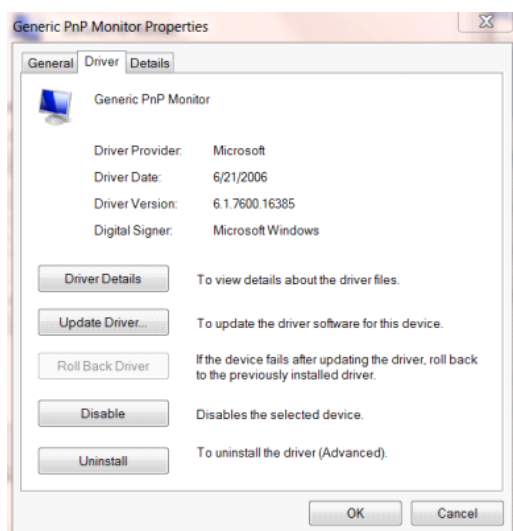 Generic PnP Monitor Properties
General Driver Details
Generic PnP Monitor
Driver Provider: Microsoft
Driver Date: 6/21/2006
Driver Version: 6.1.7600.16385
Digital Signer: Microsoft Windows
Driver Details To view details about the driver files.
Update Driver... To update the driver software for this device.
Roll Back Driver If the device fails after updating the driver, roll back
to the previously installed driver.
Disable Disables the selected device.
Uninstall To uninstall the driver (Advanced).
OK Cancel